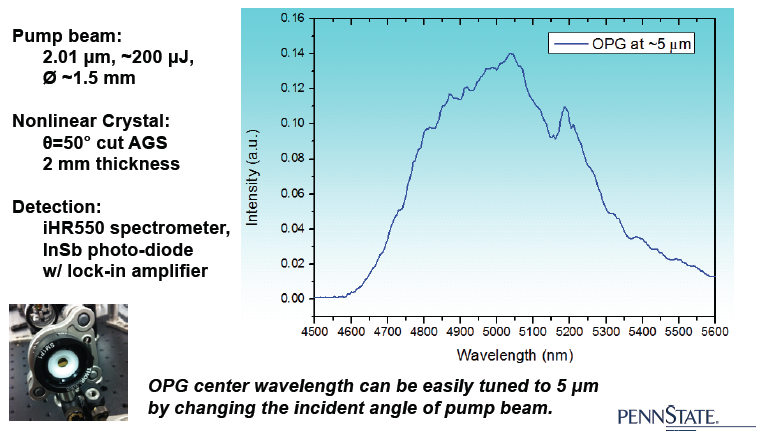 Pump beam:
2.01 µm, ~200 µJ,
Ø ~1.5 mm
Nonlinear Crystal:
θ=50° cut AGS
2 mm thickness
Detection:
iHR550 spectrometer,
InSb photo-diode
w/ lock-in amplifier
OPG at ~5 µm
Intensity (a.u.)
0.16
0.14
0.12
0.10
0.08
0.06
0.04
0.02
0.00
4500 4600 4700 4800 4900 5000 5100 5200 5300 5400 5500 5600
Wavelength (nm)
OPG center wavelength can be easily tuned to 5 µm
by changing the incident angle of pump beam.
PENNSTATE.